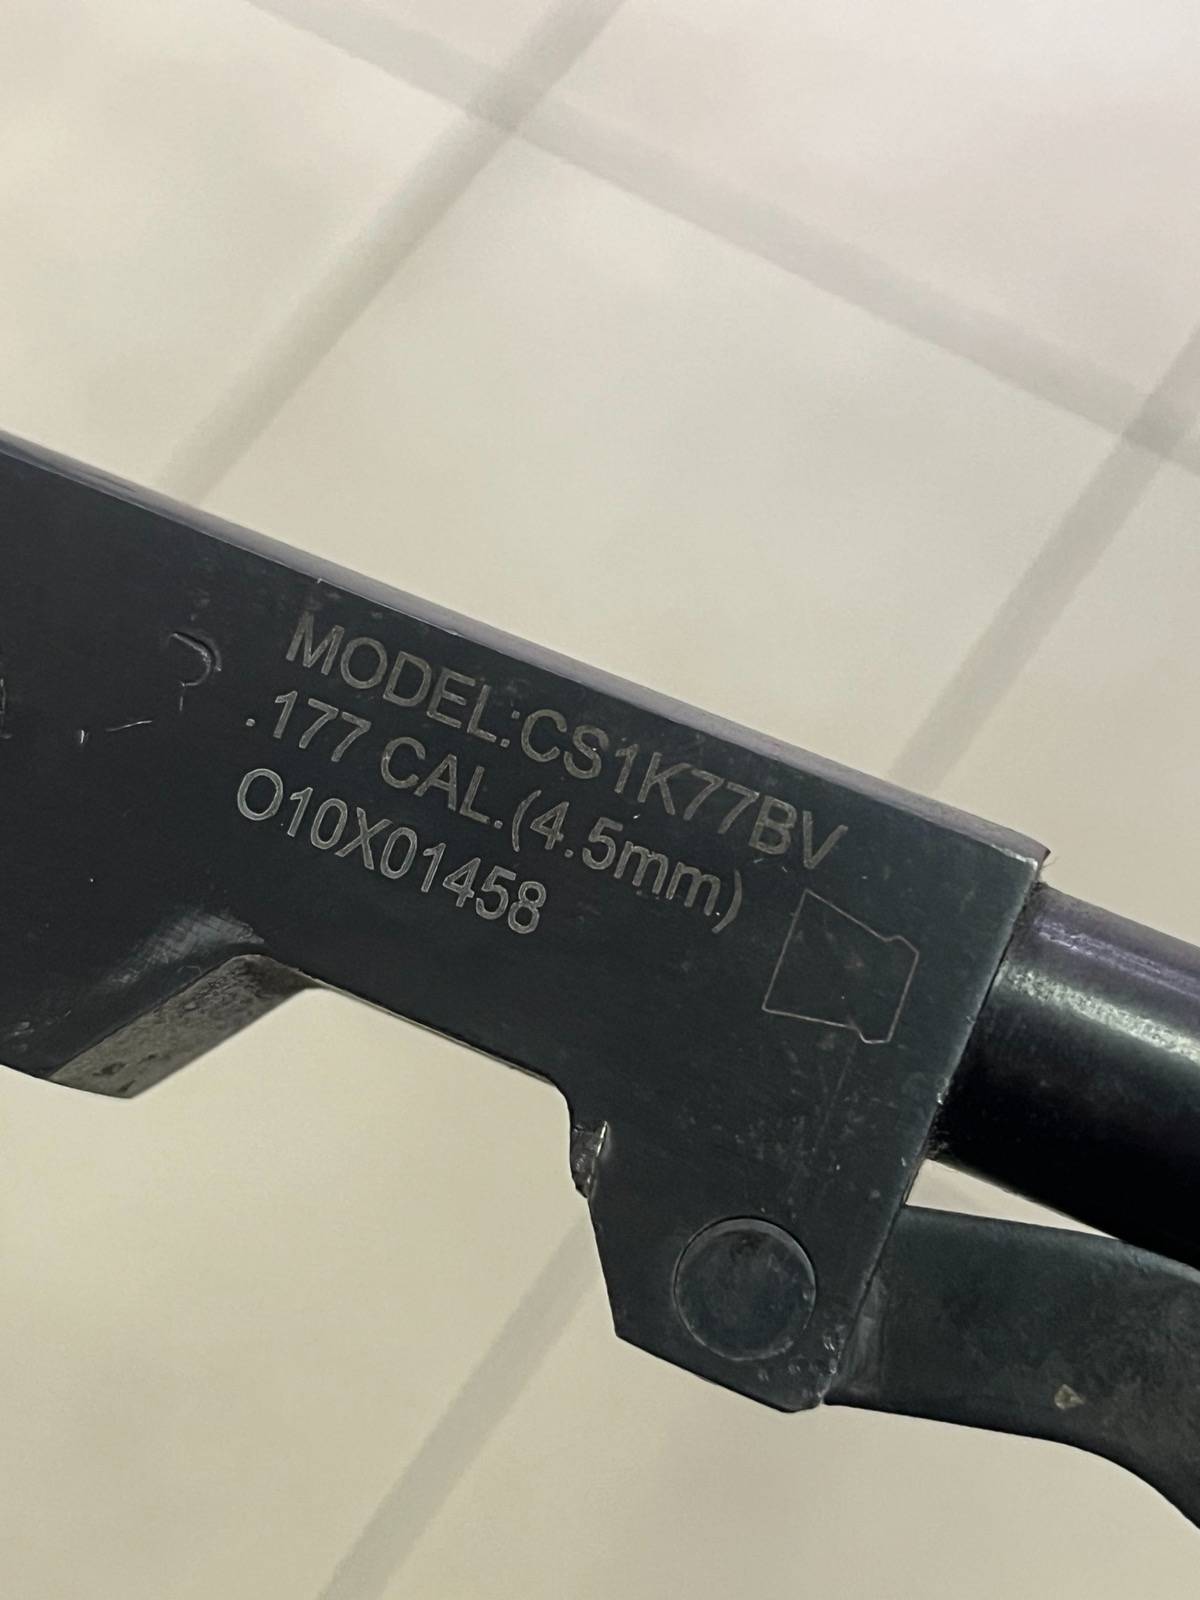 MODEL:CS1K77BV
.177 CAL.(4.5mm)
O10X01458